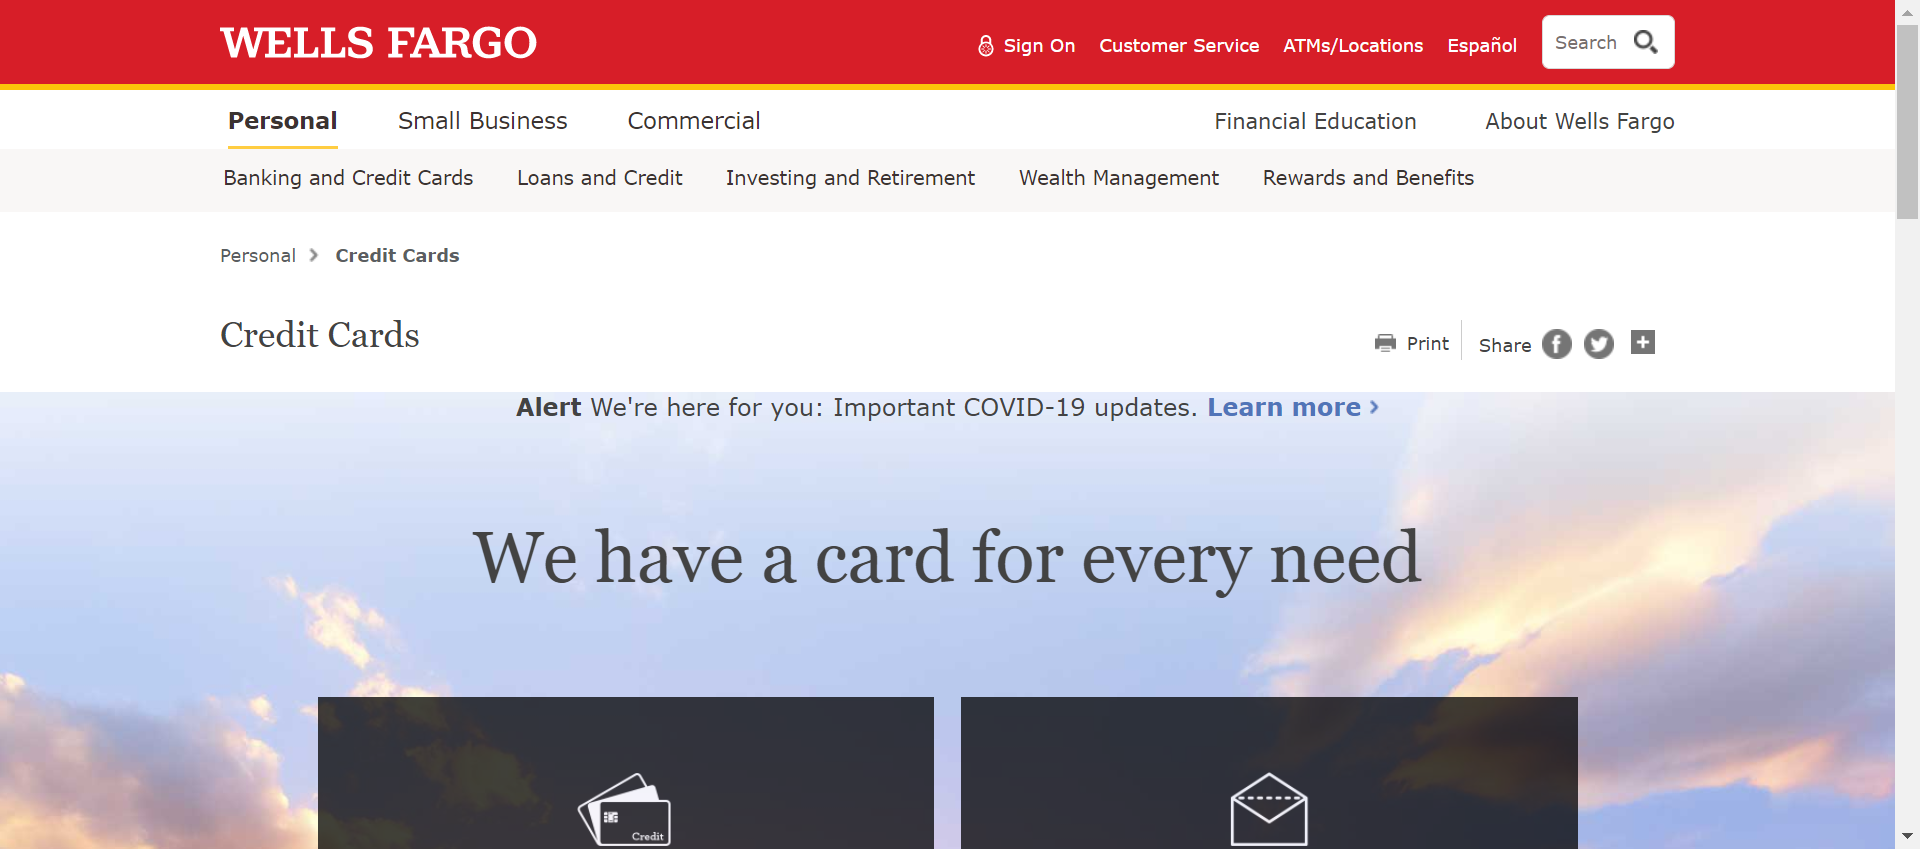 WELLS FARGO
Sign On Customer Service ATMs/Locations Español Search
Personal Small Business Commercial Financial Education About Wells Fargo
Banking and Credit Cards Loans and Credit Investing and Retirement Wealth Management Rewards and Benefits
Personal Credit Cards
Credit Cards
Print Share
Alert We're here for you: Important COVID-19 updates. Learn more
We have a card for every need
Credit